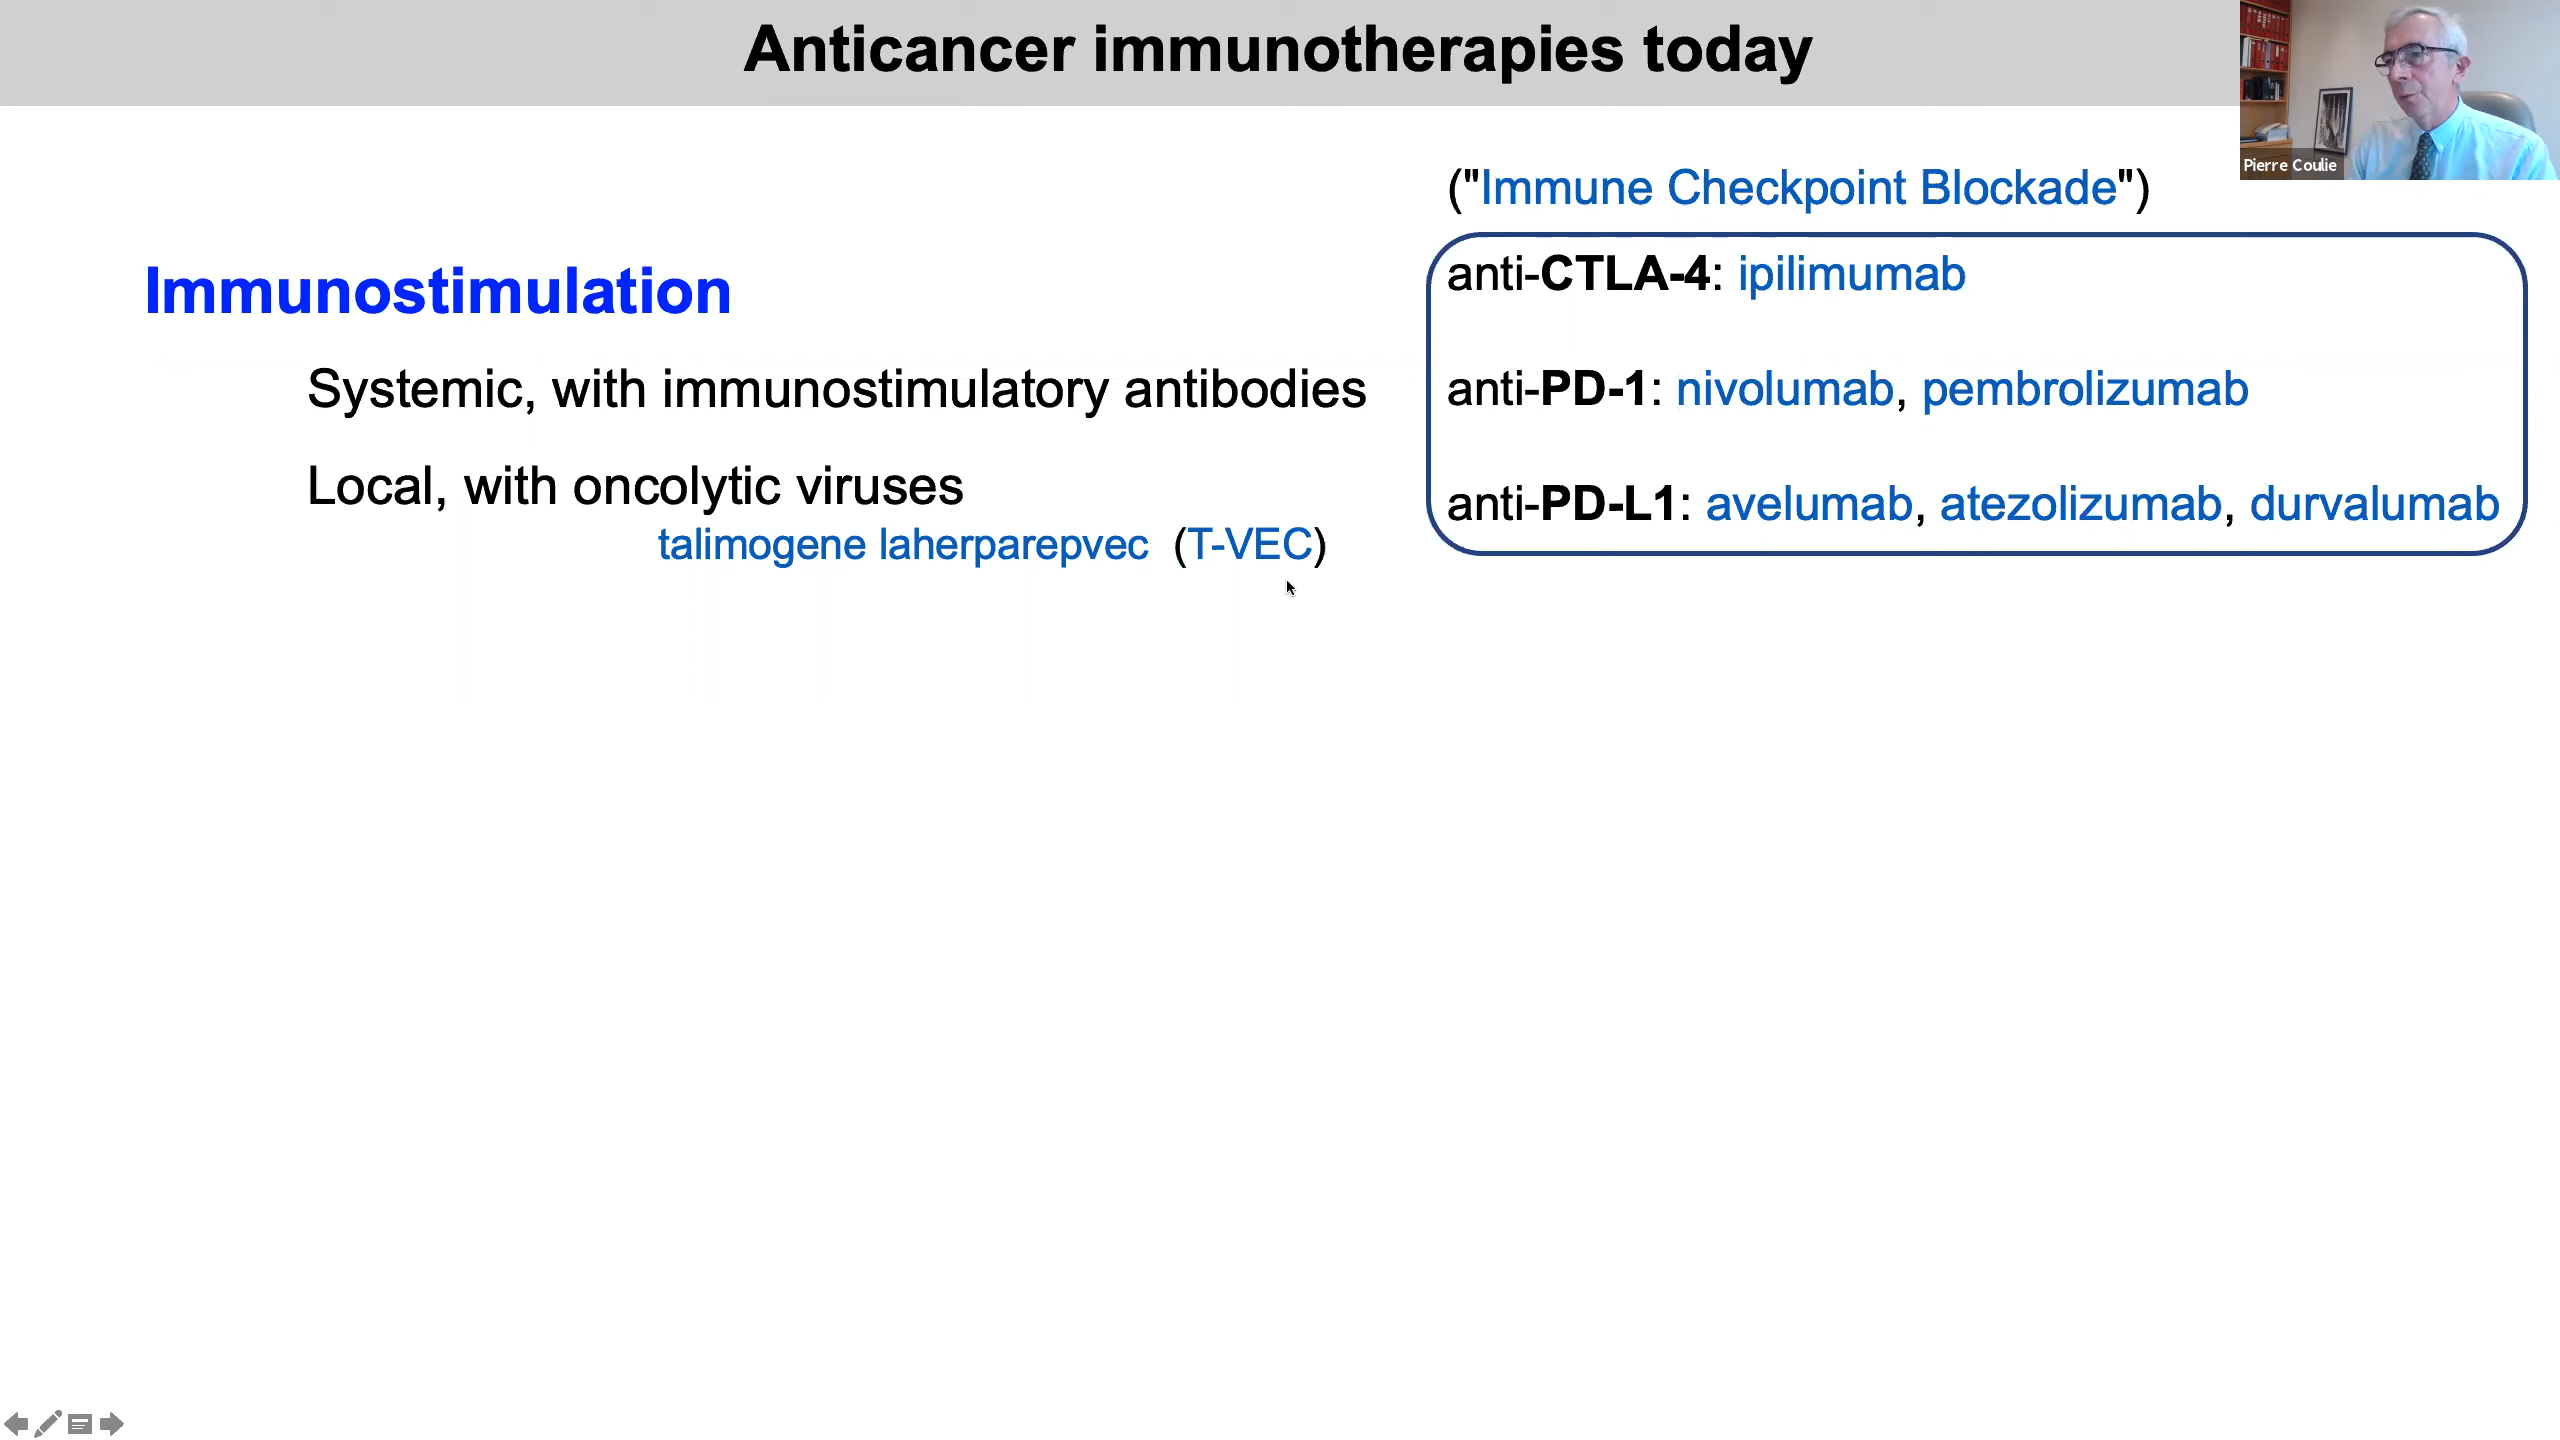 Anticancer immunotherapies today
Pierre Coulie
("Immune Checkpoint Blockade")
Immunostimulation
Systemic, with immunostimulatory antibodies
Local, with oncolytic viruses
talimogene laherparepvec (T-VEC)
anti-CTLA-4: ipilimumab
anti-PD-1: nivolumab, pembrolizumab
anti-PD-L1: avelumab, atezolizumab, durvalumab